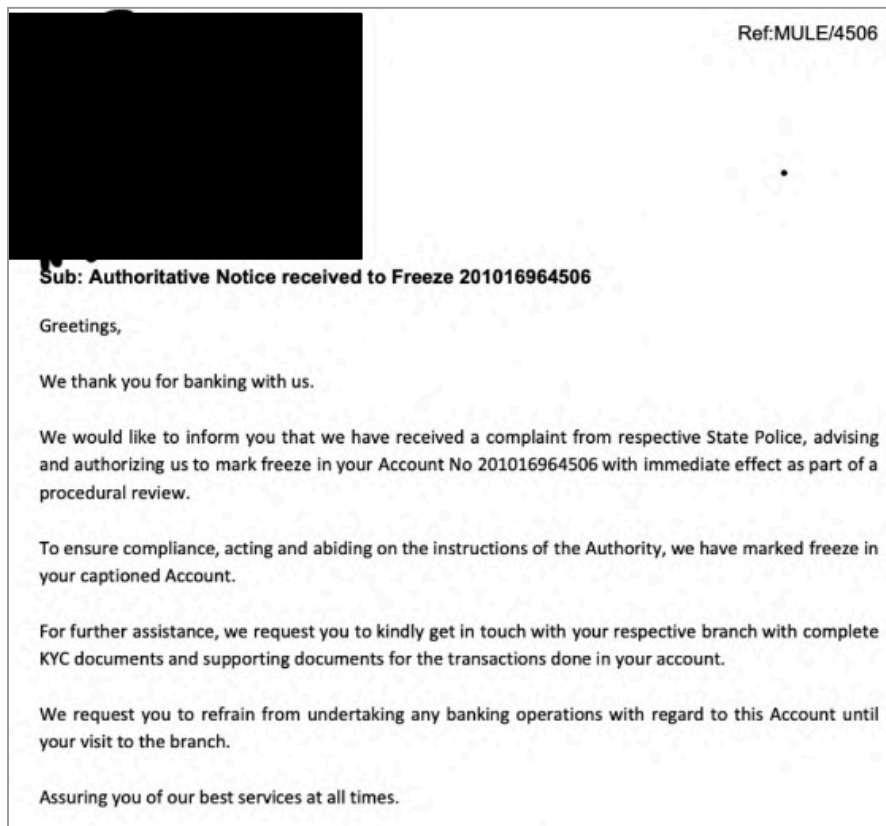 Ref:MULE/4506
Sub: Authoritative Notice received to Freeze 201016964506
Greetings,
We thank you for banking with us.
We would like to inform you that we have received a complaint from respective State Police, advising
and authorizing us to mark freeze in your Account No 201016964506 with immediate effect as part of a
procedural review.
To ensure compliance, acting and abiding on the instructions of the Authority, we have marked freeze in
your captioned Account.
For further assistance, we request you to kindly get in touch with your respective branch with complete
KYC documents and supporting documents for the transactions done in your account.
We request you to refrain from undertaking any banking operations with regard to this Account until
your visit to the branch.
Assuring you of our best services at all times.